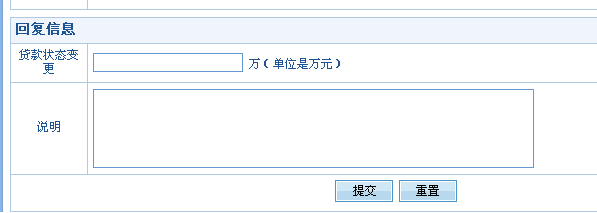 回复信息
贷款状态变
更
万（单位是万元）
说明
提交 重置